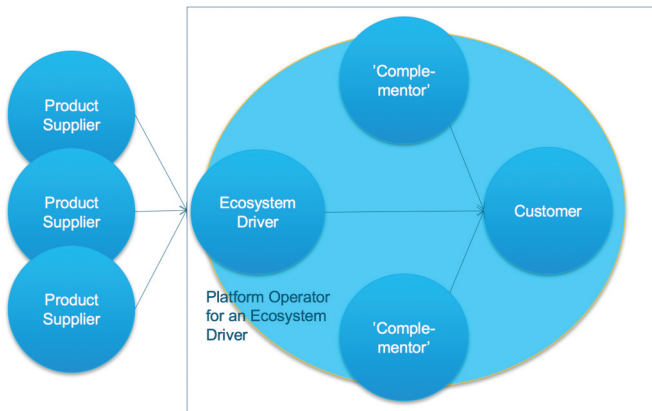 'Comple-
mentor'
Product
Supplier
Product
Supplier
Ecosystem
Driver
Customer
Product
Supplier
Platform Operator
for an Ecosystem
Driver
'Comple-
mentor'